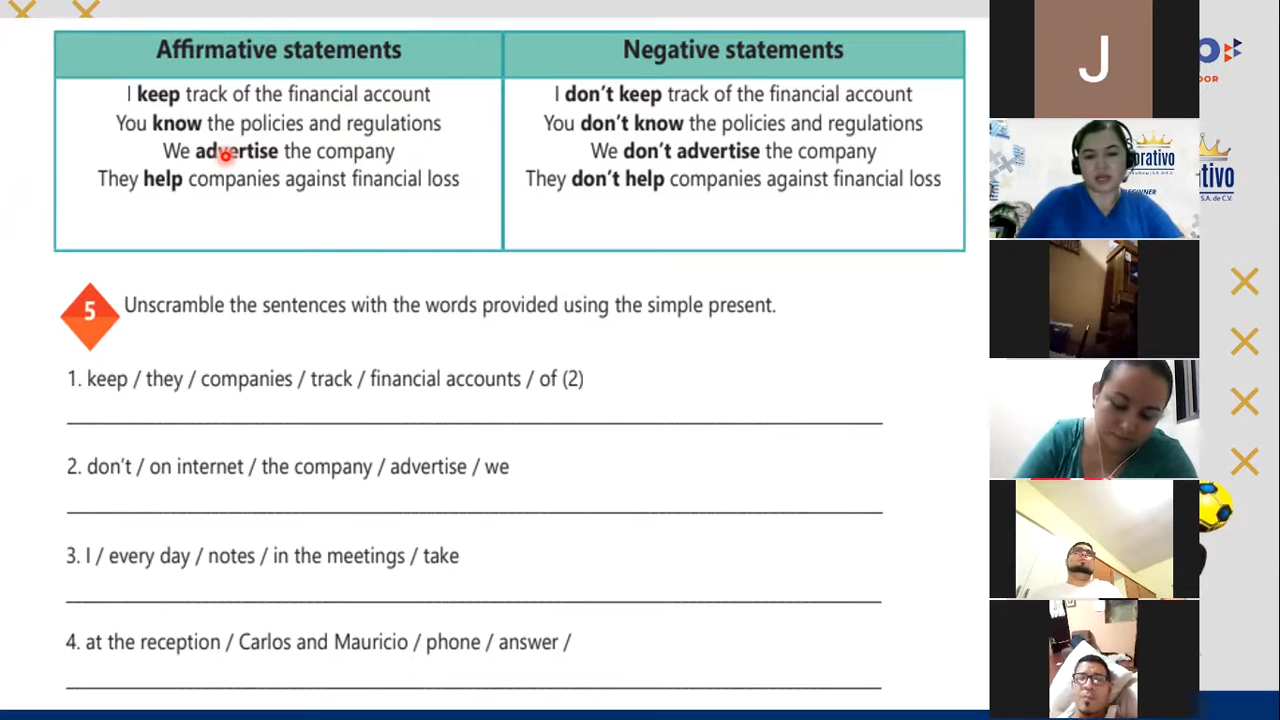 Affirmative statements
I keep track of the financial account
You know the policies and regulations
We advertise the company
They help companies against financial loss
Negative statements
I don't keep track of the financial account
You don't know the policies and regulations
We don't advertise the company
They don't help companies against financial loss
5
Unscramble the sentences with the words provided using the simple present.
1. keep / they / companies / track / financial accounts / of (2)
2. don't / on internet / the company / advertise / we
3. I / every day / notes / in the meetings / take
4. at the reception / Carlos and Mauricio / phone / answer /
J
orativo
tivo
S.A. de C.V.